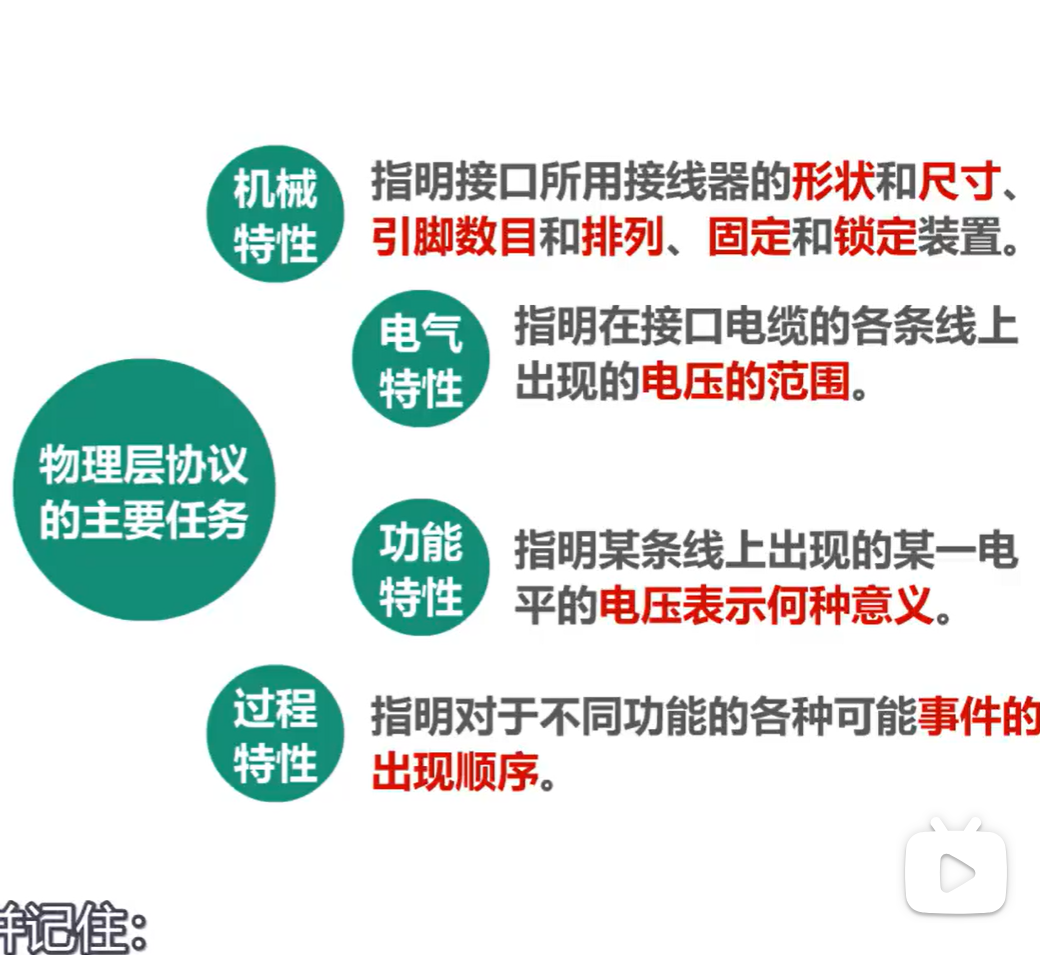 机械
特性
指明接口所用接线器的形状和尺寸、
引脚数目和排列、固定和锁定装置。
电气
特性
指明在接口电缆的各条线上
出现的电压的范围。
物理层协议
的主要任务
功能
特性
指明某条线上出现的某一电
平的电压表示何种意义。
过程
特性
指明对于不同功能的各种可能事件的
出现顺序。
并记住：